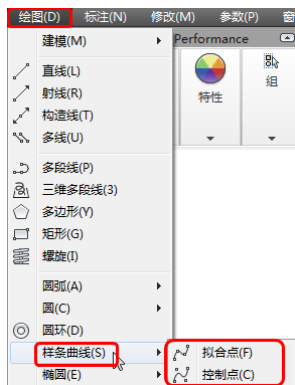 绘图(D) 标注(N) 修改(M) 参数(P)
建模(M)
Performance
直线(L)
射线(R)
构造线(T)
多线(U)
特性
组
多段线(P)
三维多段线(3)
多边形(Y)
矩形(G)
螺旋(I)
圆弧(A)
圆(C)
圆环(D)
样条曲线(S)
拟合点(F)
椭圆(E)
控制点(C)